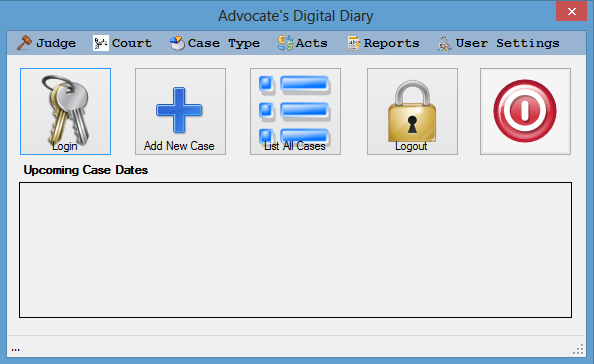 Advocate's Digital Diary
Judge Court Case Type Acts Reports User Settings
Login Add New Case List All Cases Logout
Upcoming Case Dates
...